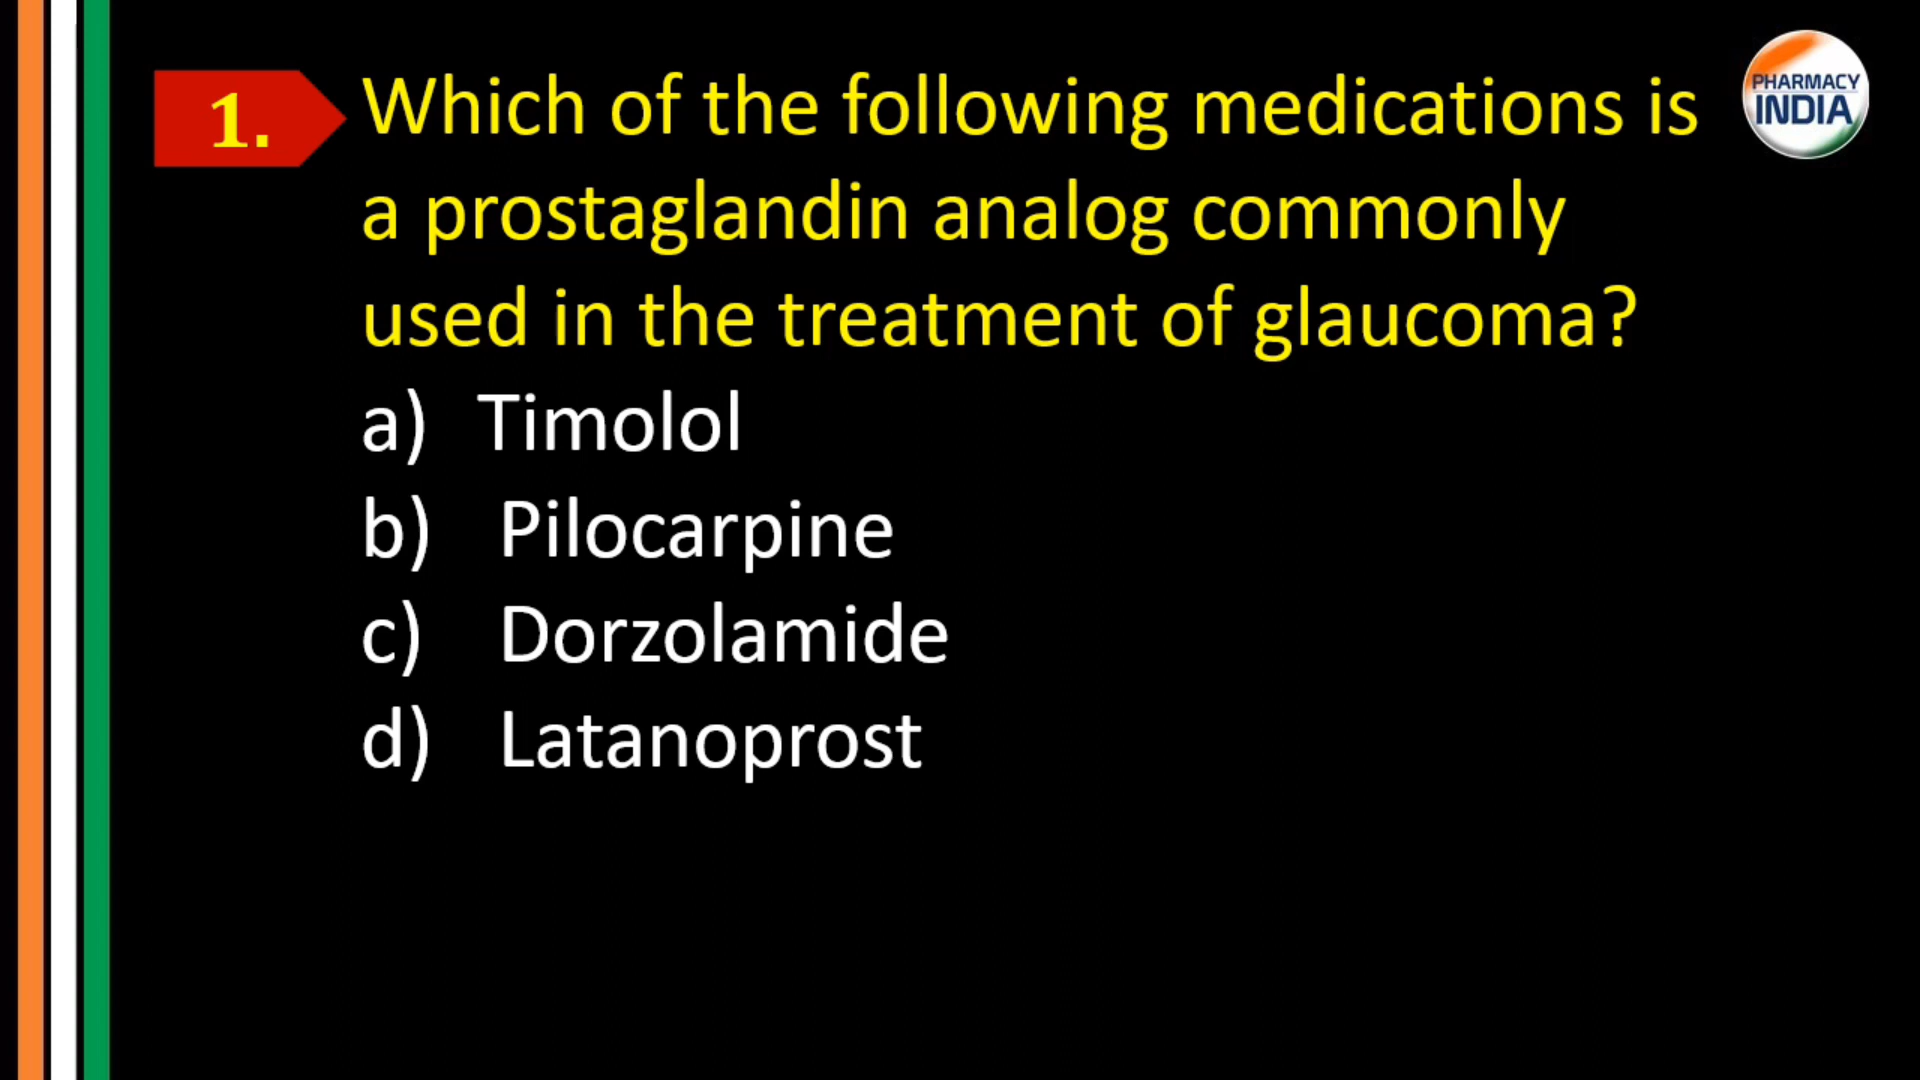 1. Which of the following medications is
a prostaglandin analog commonly
used in the treatment of glaucoma?
a) Timolol
b) Pilocarpine
c) Dorzolamide
d) Latanoprost
PHARMACY
INDIA